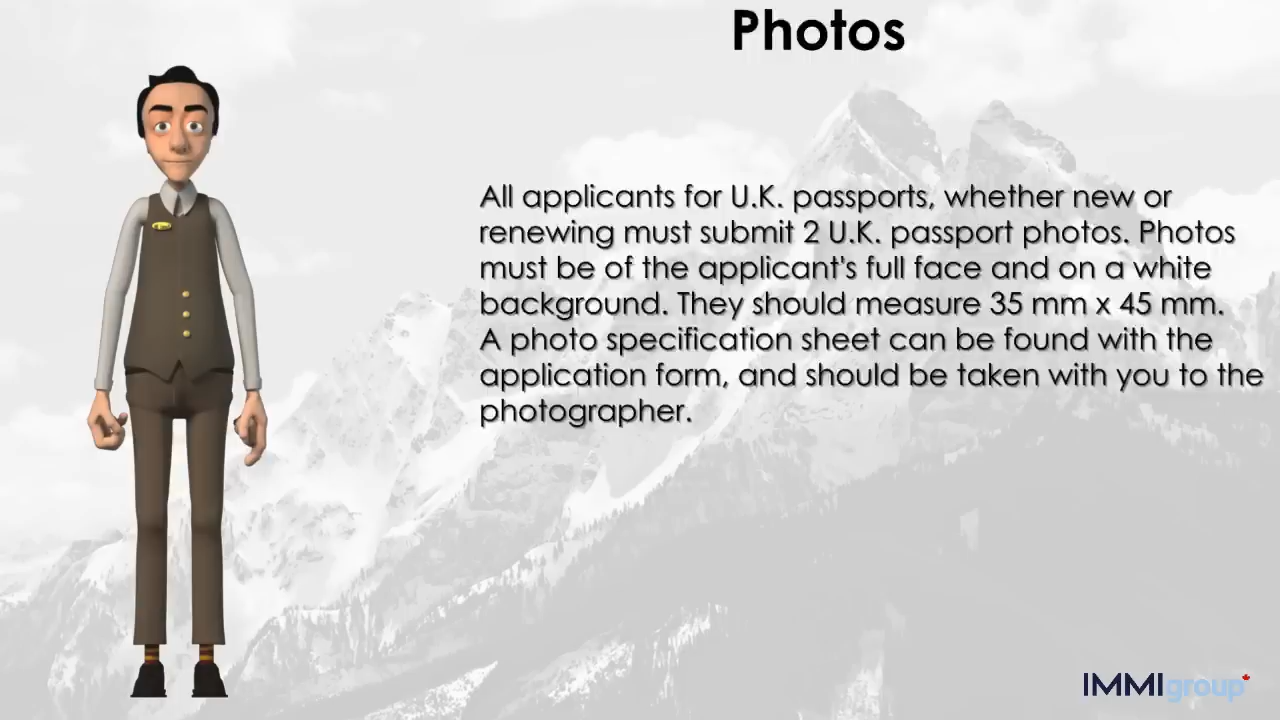 Photos
All applicants for U.K. passports, whether new or
renewing must submit 2 U.K. passport photos. Photos
must be of the applicant's full face and on a white
background. They should measure 35 mm x 45 mm.
A photo specification sheet can be found with the
application form, and should be taken with you to the
photographer.
IMMIgroup